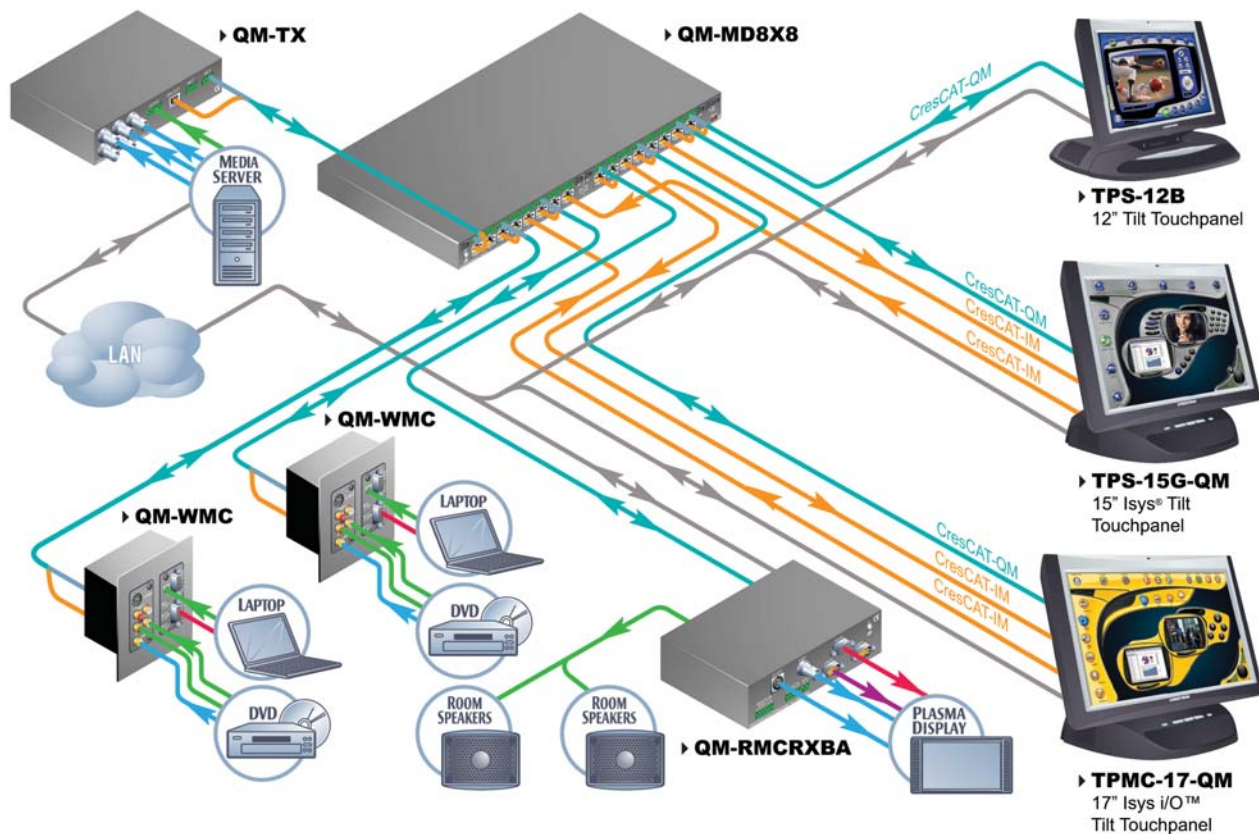 QM-TX
QM-MD8X8
CresCAT-QM
MEDIA
SERVER
TPS-12B
12" Tilt Touchpanel
LAN
CresCAT-QM
CresCAT-IM
CresCAT-IM
QM-WMC
LAPTOP
DVD
QM-WMC
LAPTOP
DVD
TPS-15G-QM
15" Isys® Tilt
Touchpanel
CresCAT-QM
CresCAT-IM
CresCAT-IM
ROOM
SPEAKERS
ROOM
SPEAKERS
PLASMA
DISPLAY
QM-RMCRXBA
TPMC-17-QM
17" Isys i/O™
Tilt Touchpanel